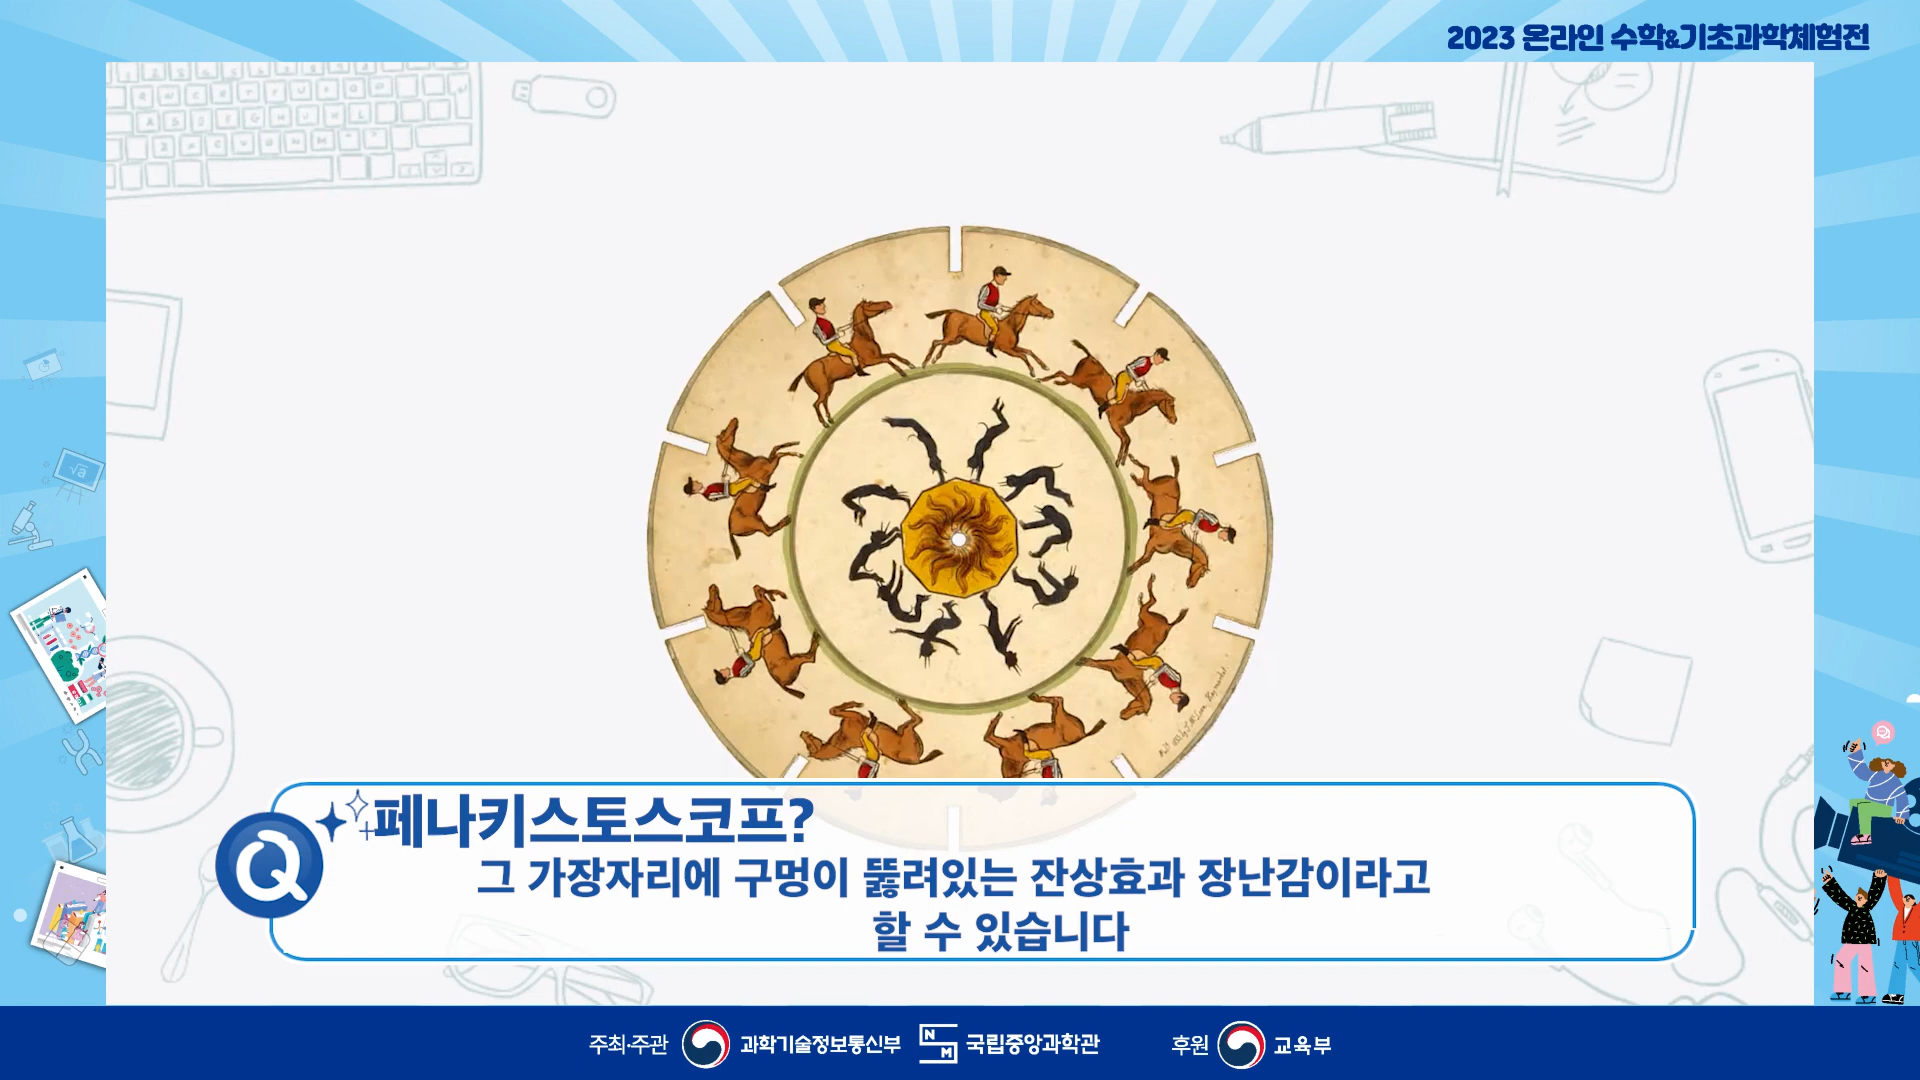 2023 온라인 수학&기초과학체험전
페나키스토스코프?
그 가장자리에 구멍이 뚫려있는 잔상효과 장난감이라고
할 수 있습니다
주최·주관 과학기술정보통신부 NSM 국립중앙과학관 후원 교육부